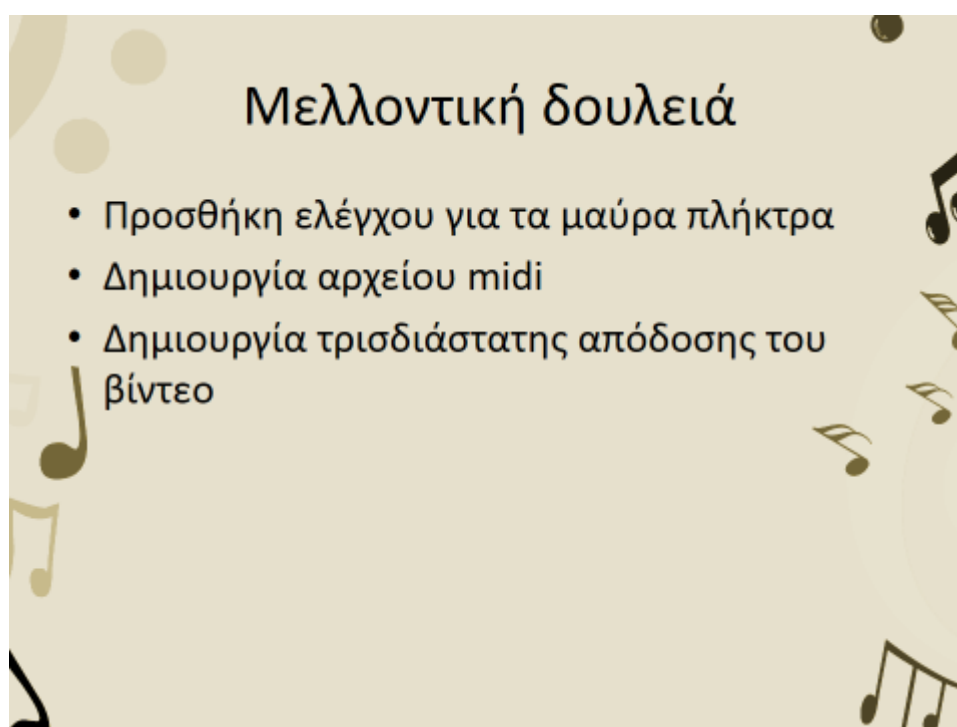 Μελλοντική δουλειά
• Προσθήκη ελέγχου για τα μαύρα πλήκτρα
• Δημιουργία αρχείου midi
• Δημιουργία τρισδιάστατης απόδοσης του
βίντεο